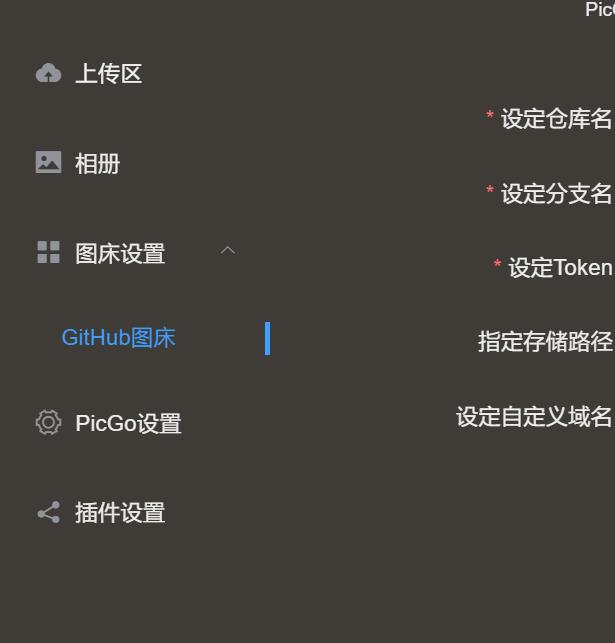 Pic
上传区
相册
图床设置
GitHub图床
PicGo设置
插件设置
* 设定仓库名
* 设定分支名
* 设定Token
指定存储路径
设定自定义域名